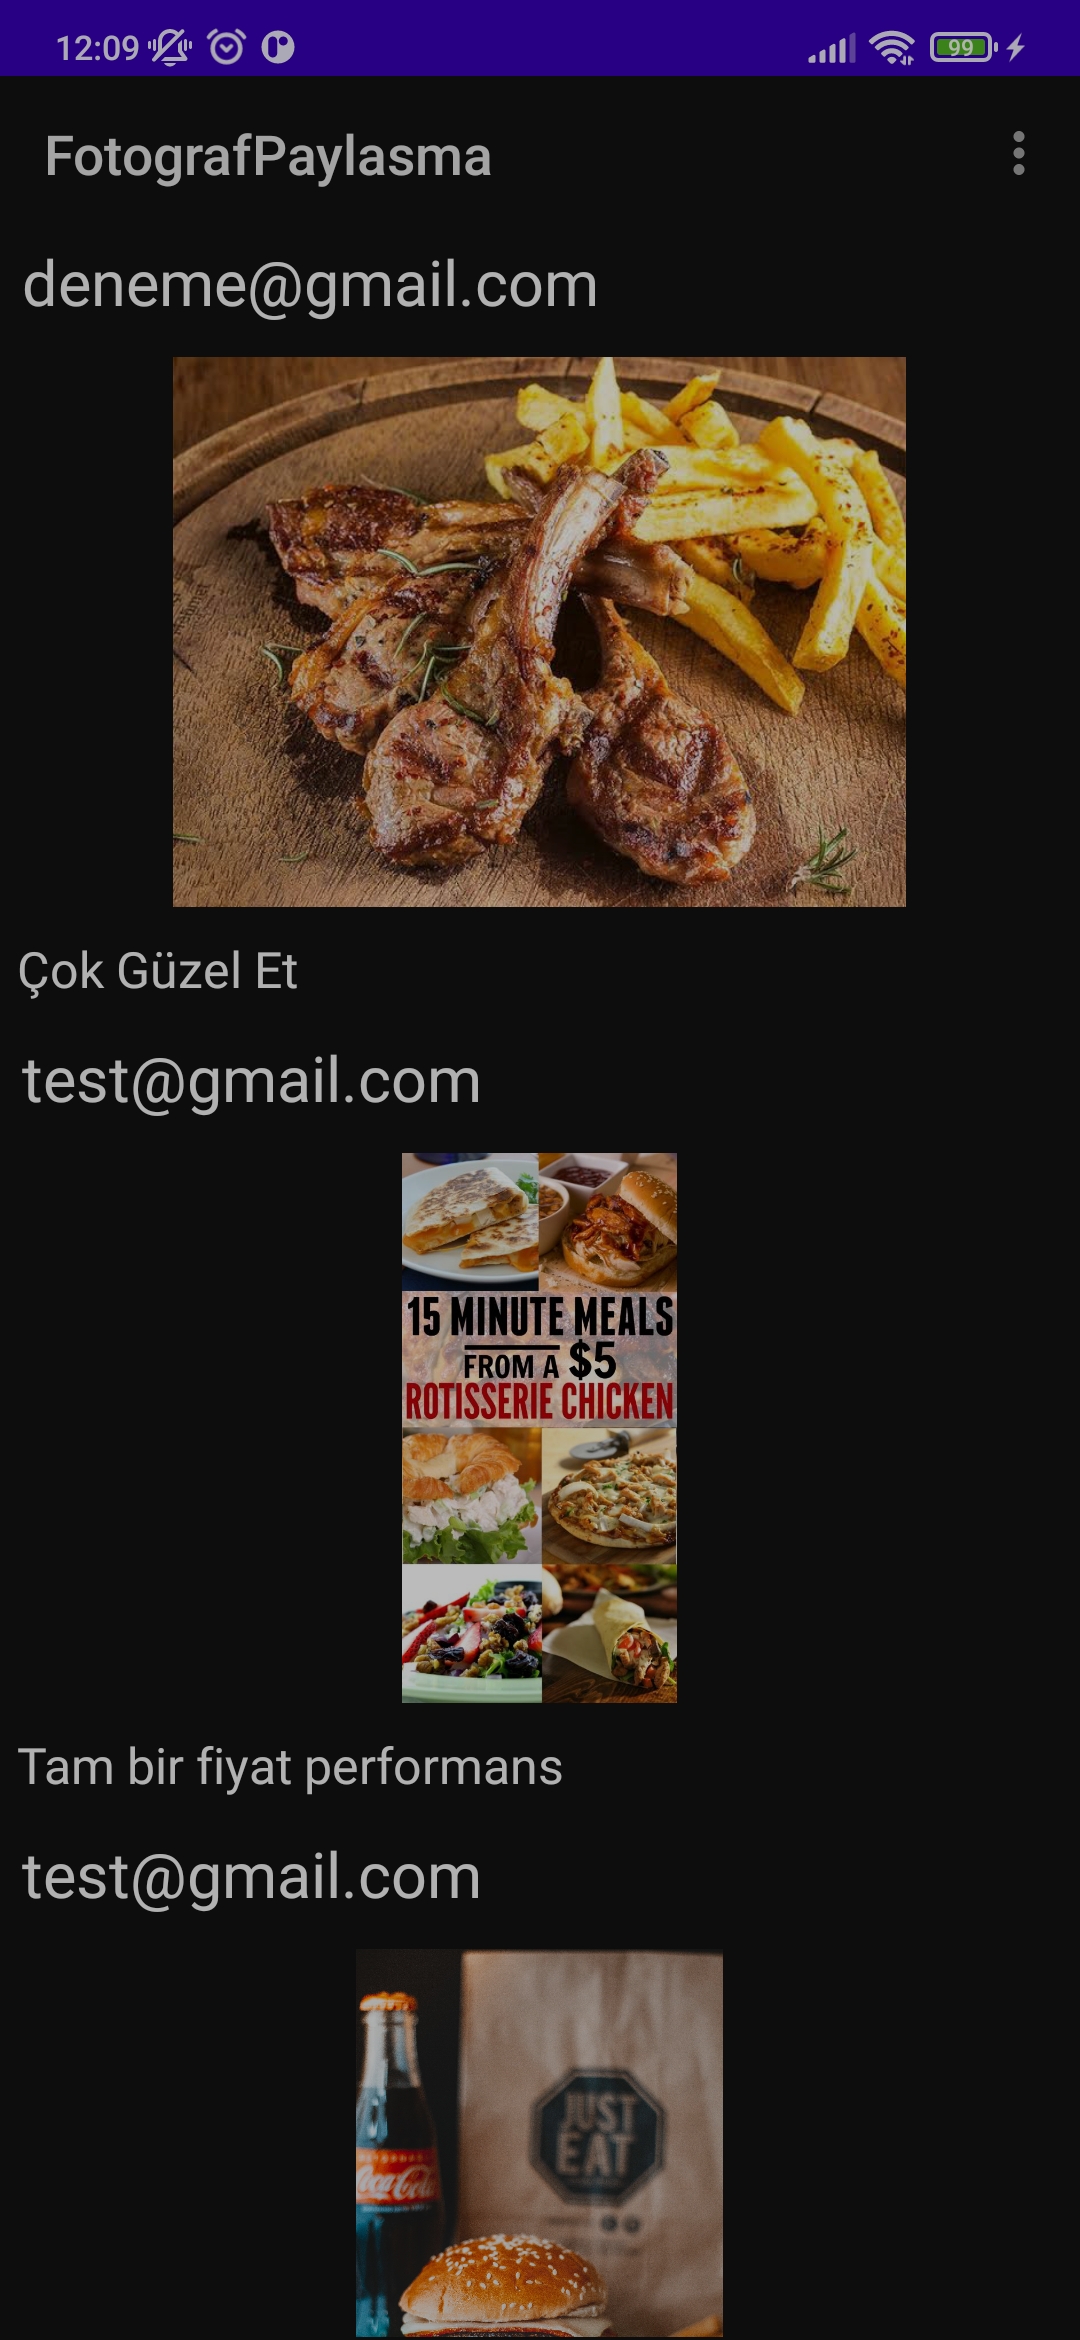 12:09
99
FotografPaylasma
deneme@gmail.com
Çok Güzel Et
test@gmail.com
15 MINUTE MEALS
FROM A $5
ROTISSERIE CHICKEN
Tam bir fiyat performans
test@gmail.com
JUST
EAT
Coca-Cola